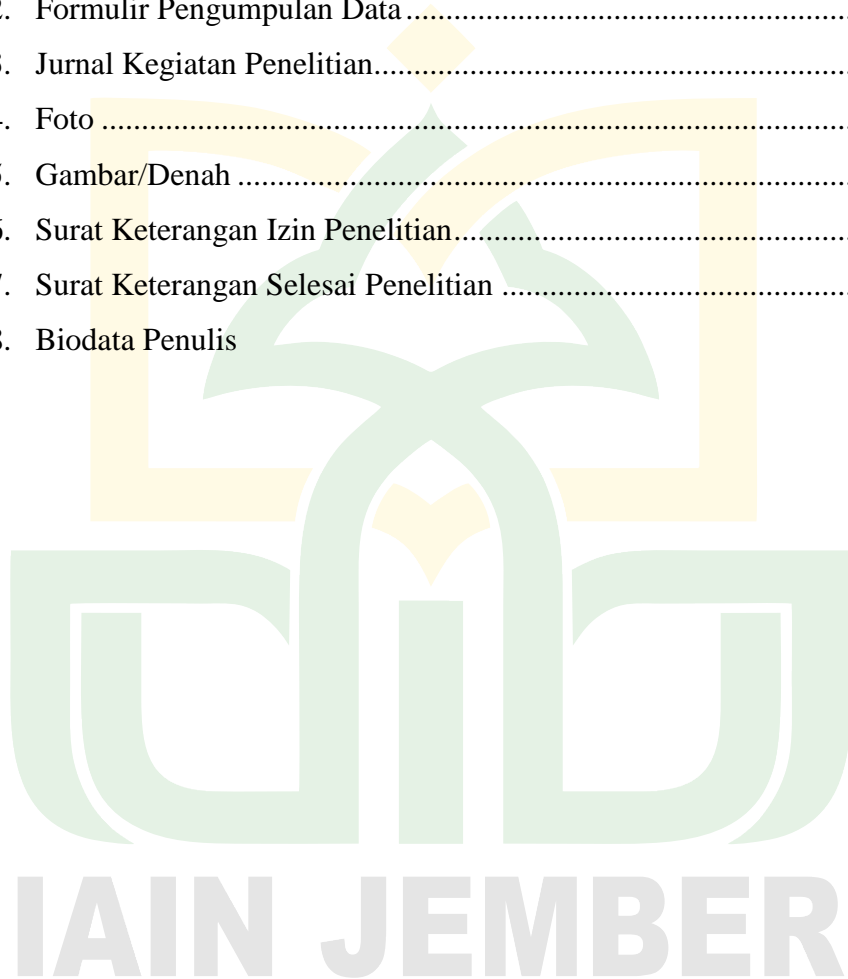 2. Formulir Pengumpulan Data ................................................
3. Jurnal Kegiatan Penelitian ....................................................
4. Foto ......................................................................................
5. Gambar/Denah .....................................................................
6. Surat Keterangan Izin Penelitian ..........................................
7. Surat Keterangan Selesai Penelitian ....................................
8. Biodata Penulis
IAIN JEMBER